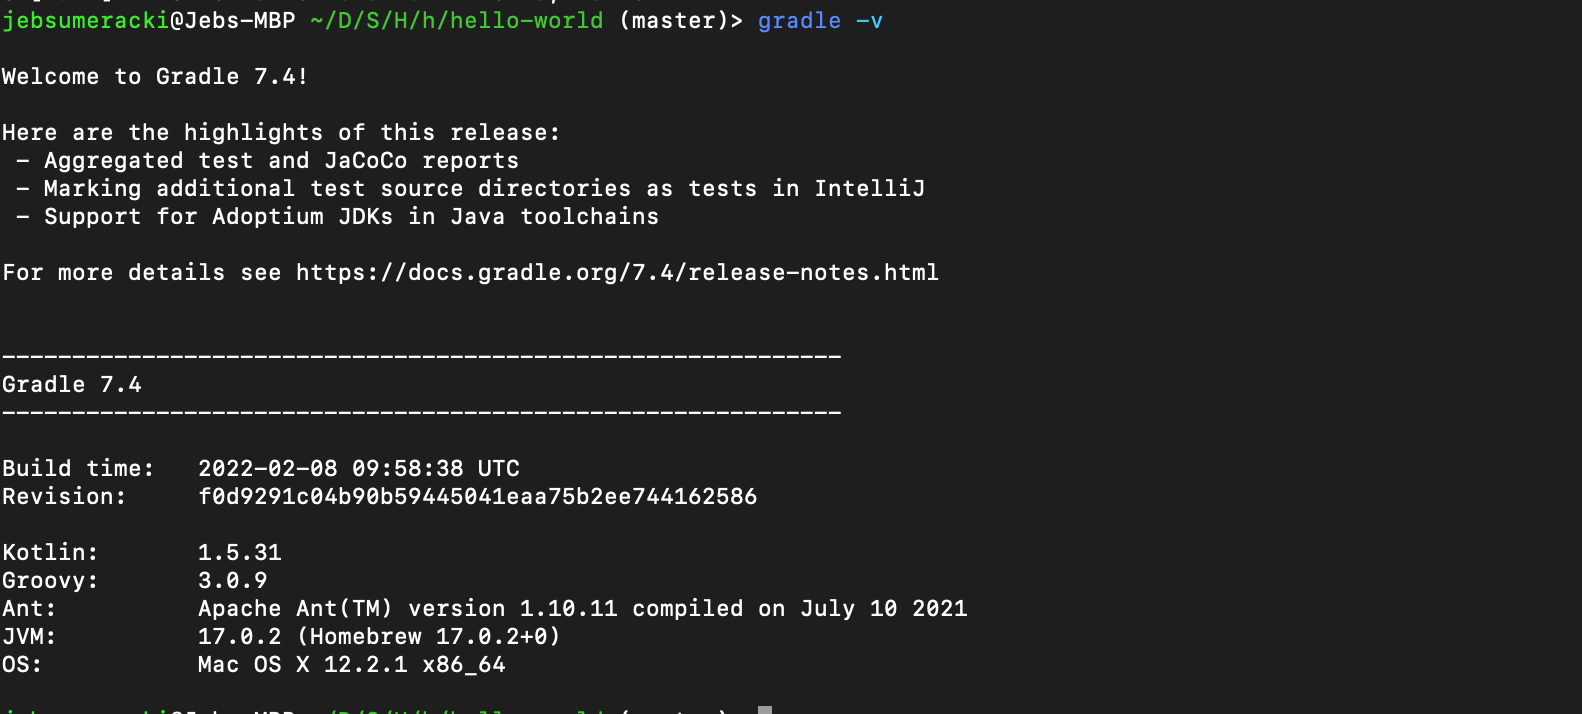 jebsumeracki@Jebs-MBP ~/D/S/H/h/hello-world (master)> gradle -v
Welcome to Gradle 7.4!
Here are the highlights of this release:
- Aggregated test and JaCoCo reports
- Marking additional test source directories as tests in IntelliJ
- Support for Adoptium JDKs in Java toolchains
For more details see https://docs.gradle.org/7.4/release-notes.html
------------------------------------------------------------
Gradle 7.4
------------------------------------------------------------
Build time:   2022-02-08 09:58:38 UTC
Revision:     f0d9291c04b90b59445041eaa75b2ee744162586
Kotlin:       1.5.31
Groovy:       3.0.9
Ant:          Apache Ant(TM) version 1.10.11 compiled on July 10 2021
JVM:          17.0.2 (Homebrew 17.0.2+0)
OS:           Mac OS X 12.2.1 x86_64